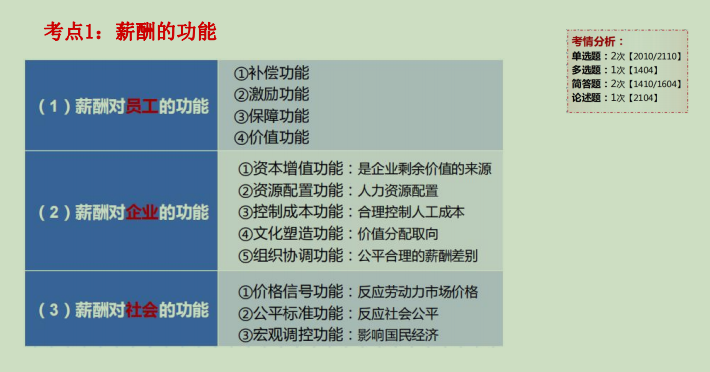 考点1：薪酬的功能
考情分析：
单选题：2次【2010/2110】
多选题：1次【1404】
简答题：2次【1410/1604】
论述题：1次【2104】
（1）薪酬对员工的功能
①补偿功能
②激励功能
③保障功能
④价值功能
（2）薪酬对企业的功能
①资本增值功能：是企业剩余价值的来源
②资源配置功能：人力资源配置
③控制成本功能：合理控制人工成本
④文化塑造功能：价值分配取向
⑤组织协调功能：公平合理的薪酬差别
（3）薪酬对社会的功能
①价格信号功能：反应劳动力市场价格
②公平标准功能：反应社会公平
③宏观调控功能：影响国民经济